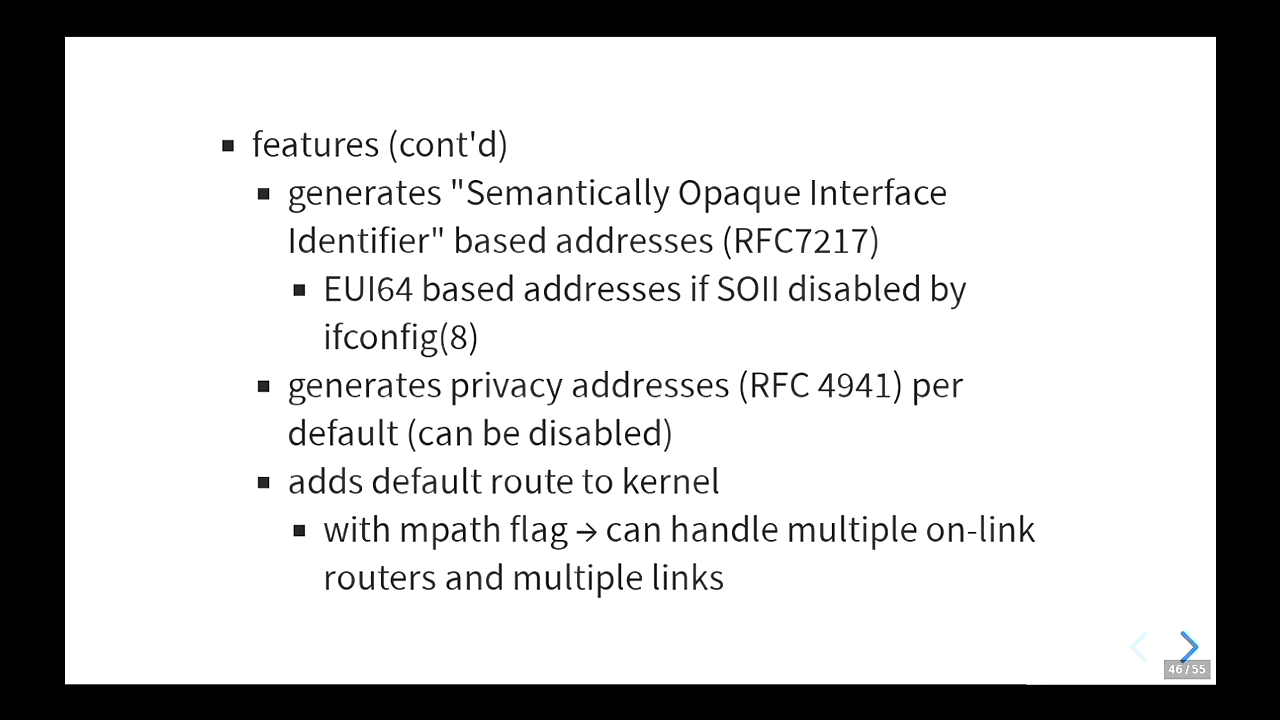 features (cont'd)
generates "Semantically Opaque Interface
Identifier" based addresses (RFC7217)
EUI64 based addresses if SOII disabled by
ifconfig(8)
generates privacy addresses (RFC 4941) per
default (can be disabled)
adds default route to kernel
with mpath flag → can handle multiple on-link
routers and multiple links
46 / 55